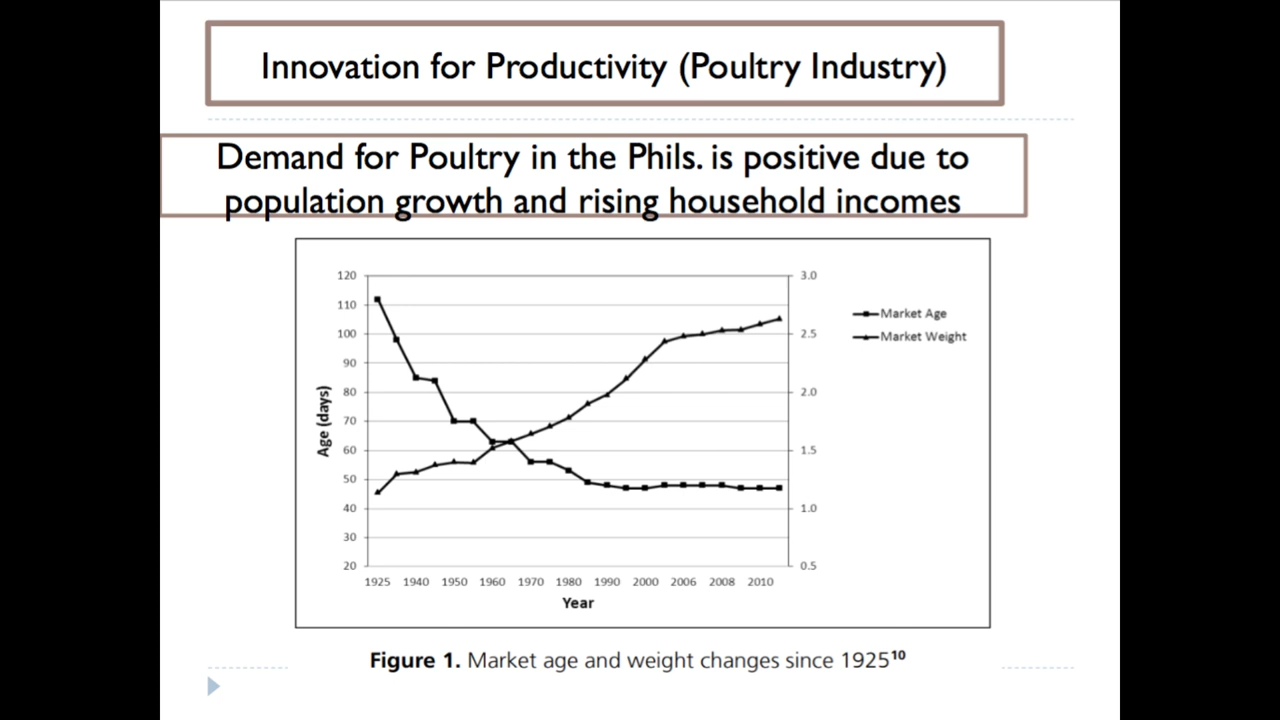 Innovation for Productivity (Poultry Industry)
Demand for Poultry in the Phils. is positive due to
population growth and rising household incomes
120
110
100
90
80
70
60
50
40
30
20
Age (days)
3.0
2.5
2.0
1.5
1.0
0.5
Market Age
Market Weight
1925 1940 1950 1960 1970 1980 1990 2000 2006 2008 2010
Year
Figure 1. Market age and weight changes since 1925¹⁰